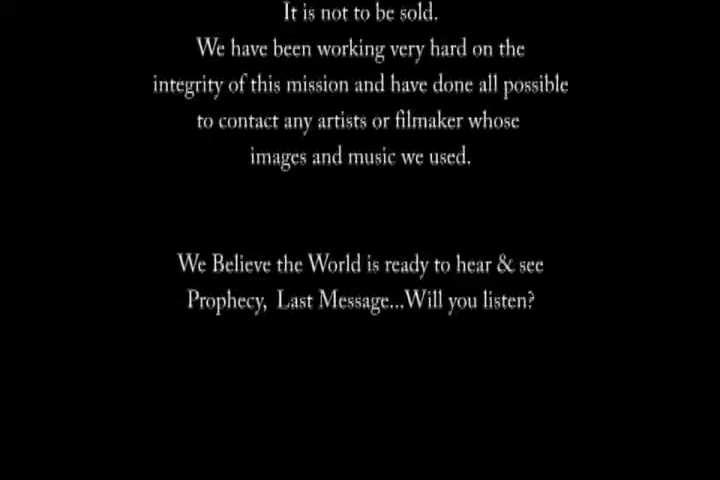 It is not to be sold.
We have been working very hard on the
integrity of this mission and have done all possible
to contact any artists or filmaker whose
images and music we used.
We Believe the World is ready to hear & see
Prophecy, Last Message...Will you listen?